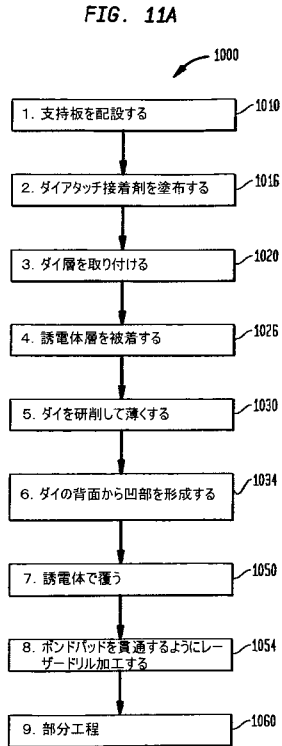 FIG. 11A
1000
1. 支持板を配設する
1010
2. ダイアタッチ接着剤を塗布する
1016
3. ダイ層を取り付ける
1020
4. 誘電体層を被着する
1026
5. ダイを研削して薄くする
1030
6. ダイの背面から凹部を形成する
1034
7. 誘電体で覆う
1050
8. ボンドパッドを貫通するようにレー
ザードリル加工する
1054
9. 部分工程
1060